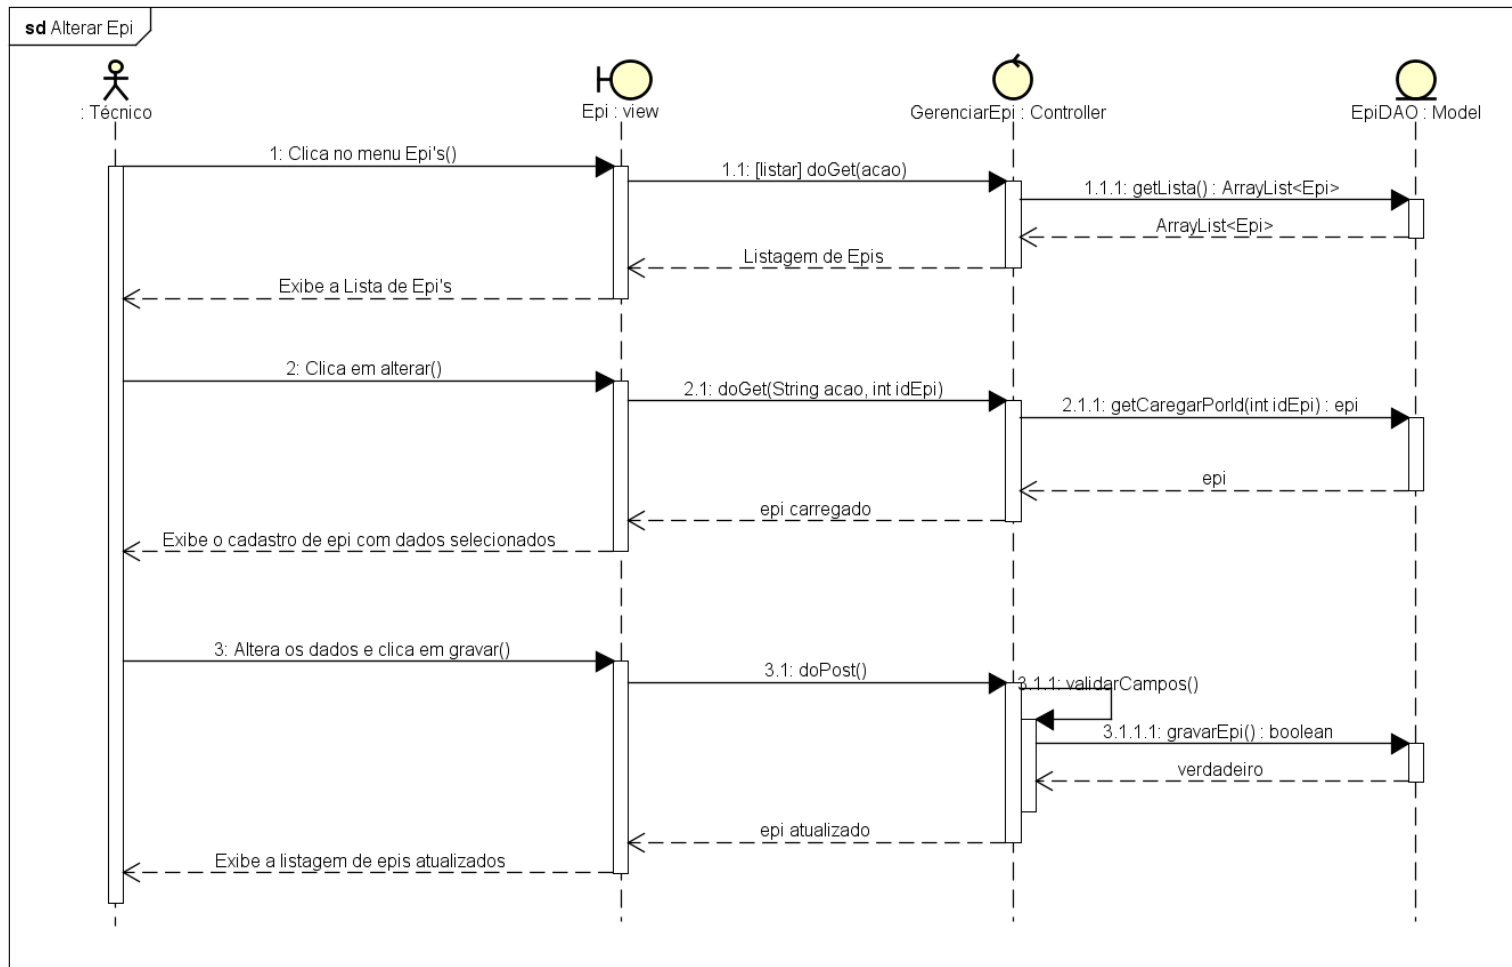 sd Alterar Epi
: Técnico
Epi : view
GerenciarEpi : Controller
EpiDAO : Model
1: Clica no menu Epi's()
1.1: [listar] doGet(acao)
1.1.1: getLista() : ArrayList<Epi>
ArrayList<Epi>
Listagem de Epis
Exibe a Lista de Epi's
2: Clica em alterar()
2.1: doGet(String acao, int idEpi)
2.1.1: getCaregarPorId(int idEpi) : epi
epi
epi carregado
Exibe o cadastro de epi com dados selecionados
3: Altera os dados e clica em gravar()
3.1: doPost()
3.1.1: validarCampos()
3.1.1.1: gravarEpi() : boolean
verdadeiro
epi atualizado
Exibe a listagem de epis atualizados